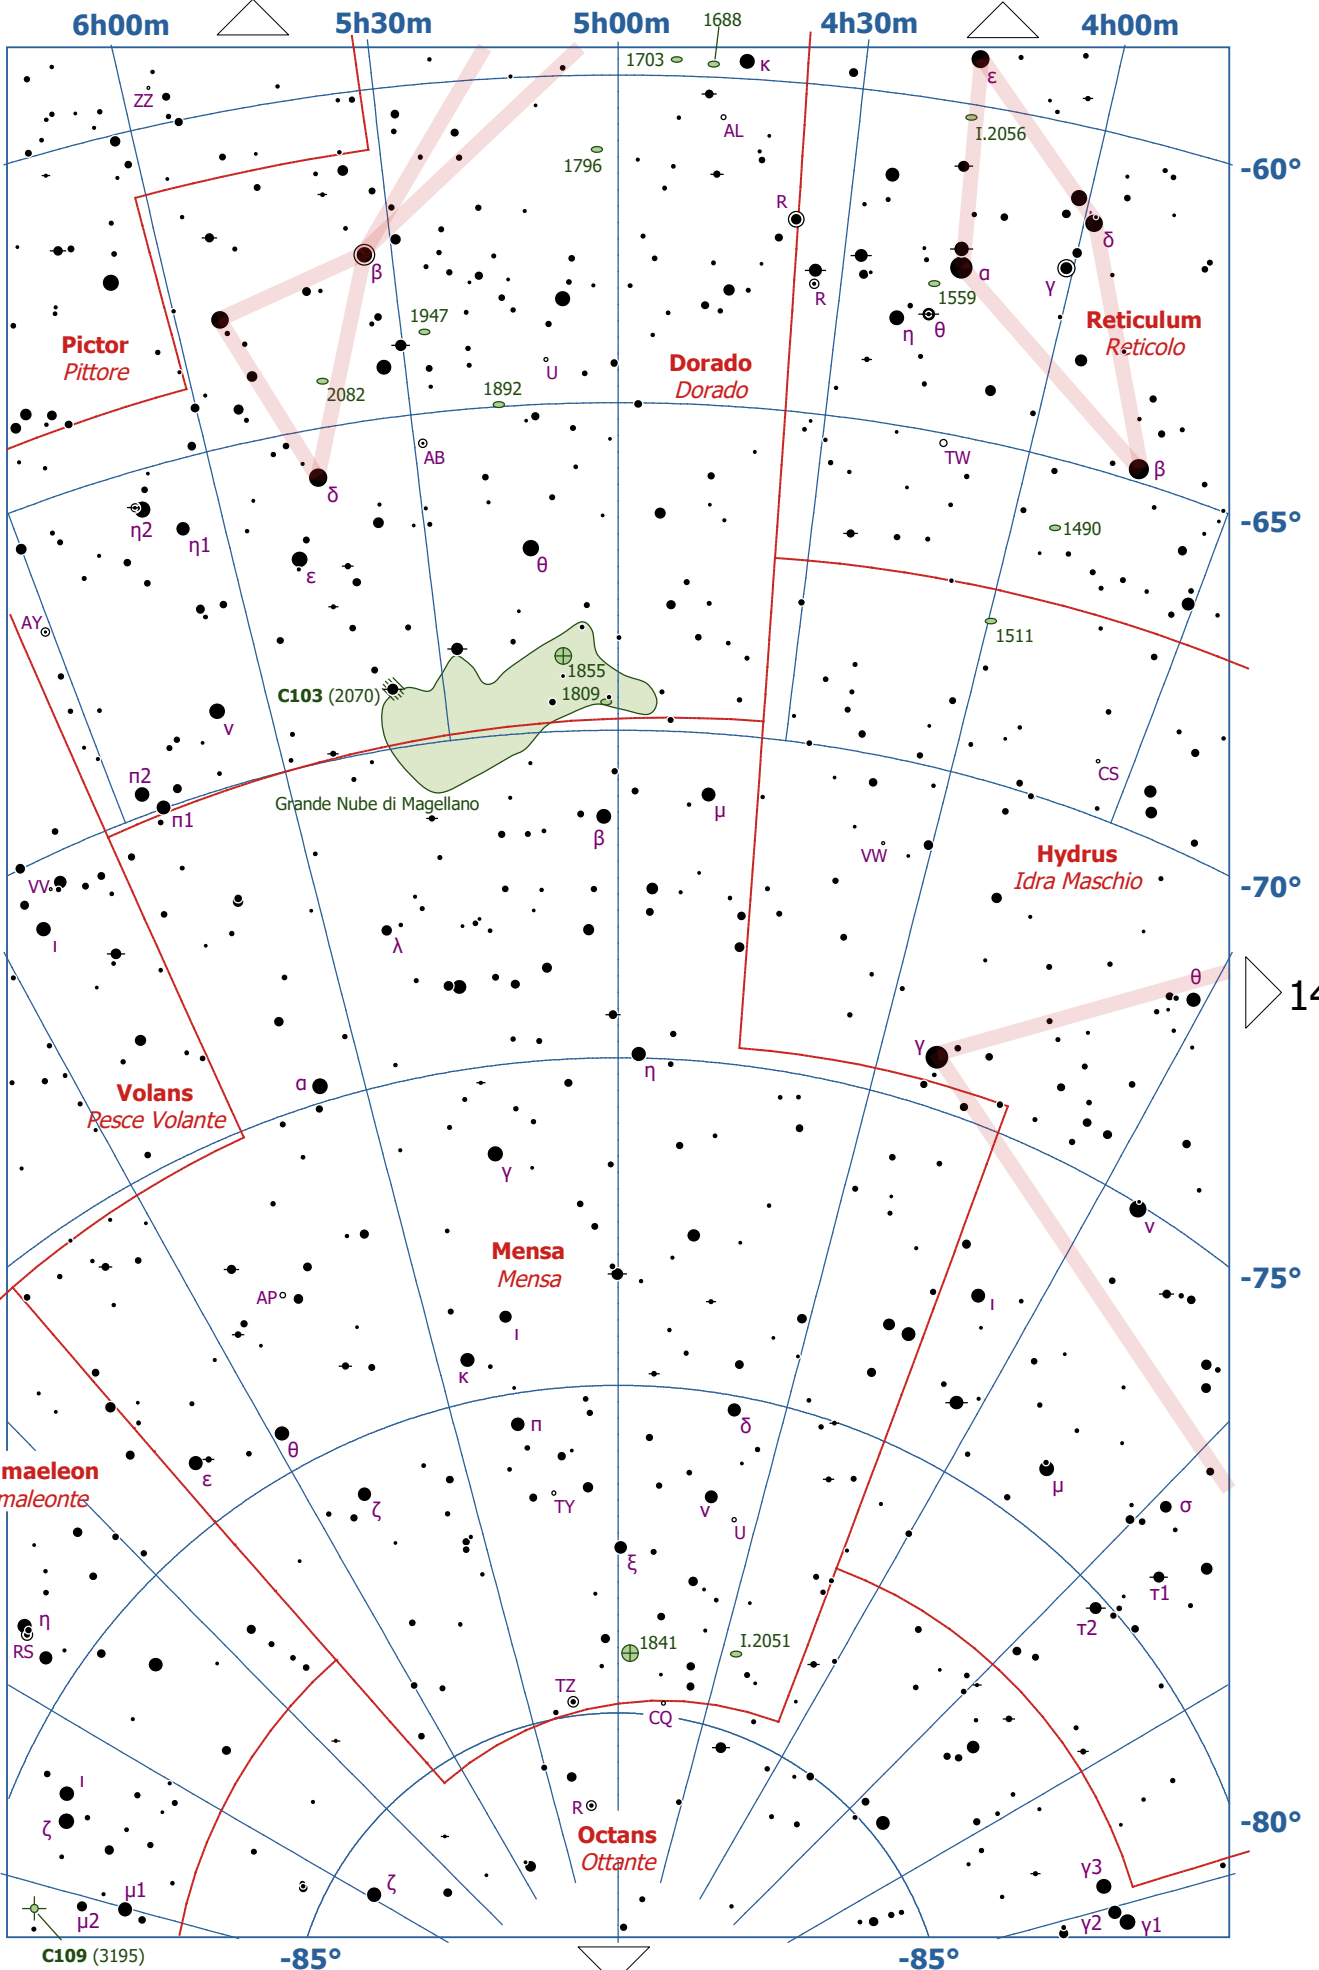 6h00m
5h30m
5h00m
4h30m
4h00m
1688
1703
κ
ε
ZZ
AL
I.2056
1796
-60°
R
δ
β
α
γ
R
1559
1947
η
θ
Reticulum
Reticolo
Pictor
Pittore
Dorado
Dorado
U
2082
1892
AB
TW
β
δ
η2
η1
-65°
1490
θ
ε
AY
1511
1855
C103 (2070)
1809
ν
CS
π2
Grande Nube di Magellano
π1
μ
β
VW
Hydrus
Idra Maschio
-70°
VV
ι
λ
θ
14
γ
η
α
Volans
Pesce Volante
γ
ν
Mensa
Mensa
-75°
AP
ι
ι
κ
π
δ
θ
maeleon
maleonte
ε
μ
ζ
TY
ν
σ
U
ξ
τ1
η
τ2
RS
1841
I.2051
TZ
CQ
ι
R
ζ
Octans
Ottante
-80°
γ3
ζ
μ1
μ2
γ2
γ1
C109 (3195)
-85°
-85°